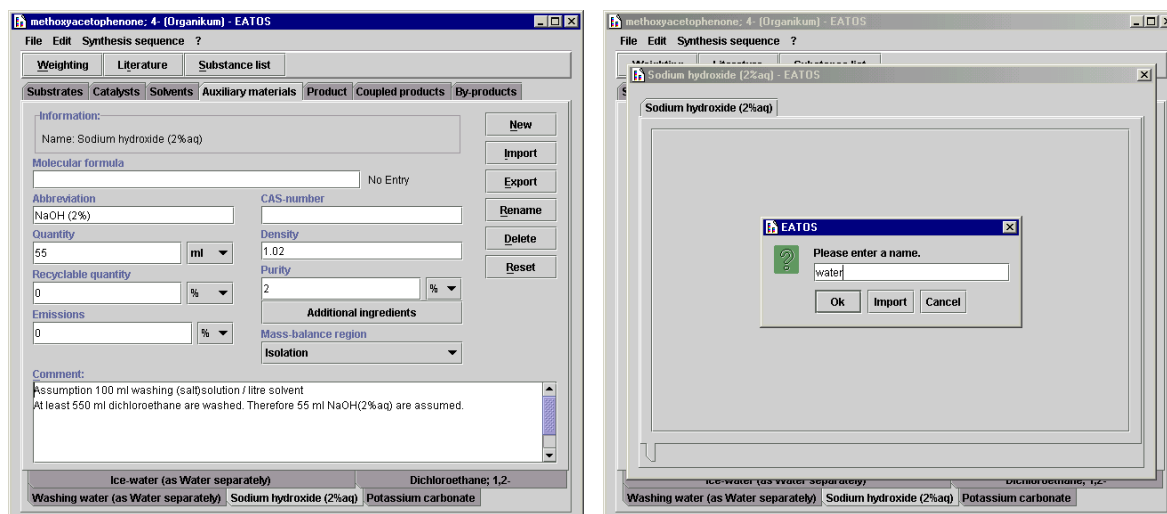 methoxyacetophenone; 4- (Organikum) - EATOS
File Edit Synthesis sequence ?
Weighting Literature Substance list
Substrates Catalysts Solvents Auxiliary materials Product Coupled products By-products
Information:
Name: Sodium hydroxide (2%aq)
Molecular formula
No Entry
Abbreviation CAS-number
NaOH (2%)
Quantity Density
55 ml 1.02
Recyclable quantity Purity
0 % 2 %
Emissions Additional ingredients
0 % Mass-balance region
Isolation
Comment:
Assumption 100 ml washing (salt)solution / litre solvent
At least 550 ml dichloroethane are washed. Therefore 55 ml NaOH(2%aq) are assumed.
New
Import
Export
Rename
Delete
Reset
Ice-water (as Water separately) Dichloroethane; 1,2-
Washing water (as Water separately) Sodium hydroxide (2%aq) Potassium carbonate
methoxyacetophenone; 4- (Organikum) - EATOS
File Edit Synthesis sequence ?
Weighting Literature Substance list
Sodium hydroxide (2%aq) - EATOS
Sodium hydroxide (2%aq)
EATOS
Please enter a name.
water
Ok Import Cancel
Ice-water (as Water separately) Dichloroethane; 1,2-
Washing water (as Water separately) Sodium hydroxide (2%aq) Potassium carbonate